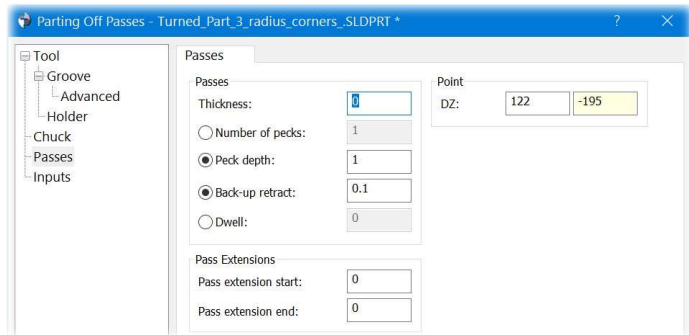 Parting Off Passes - Turned_Part_3_radius_corners_.SLDPRT * ? ×
Tool
Groove
Advanced
Holder
Chuck
Passes
Inputs
Passes
Passes
Thickness: 0
Number of pecks: 1
Peck depth: 1
Back-up retract: 0.1
Dwell: 0
Pass Extensions
Pass extension start: 0
Pass extension end: 0
Point
DZ: 122 -195